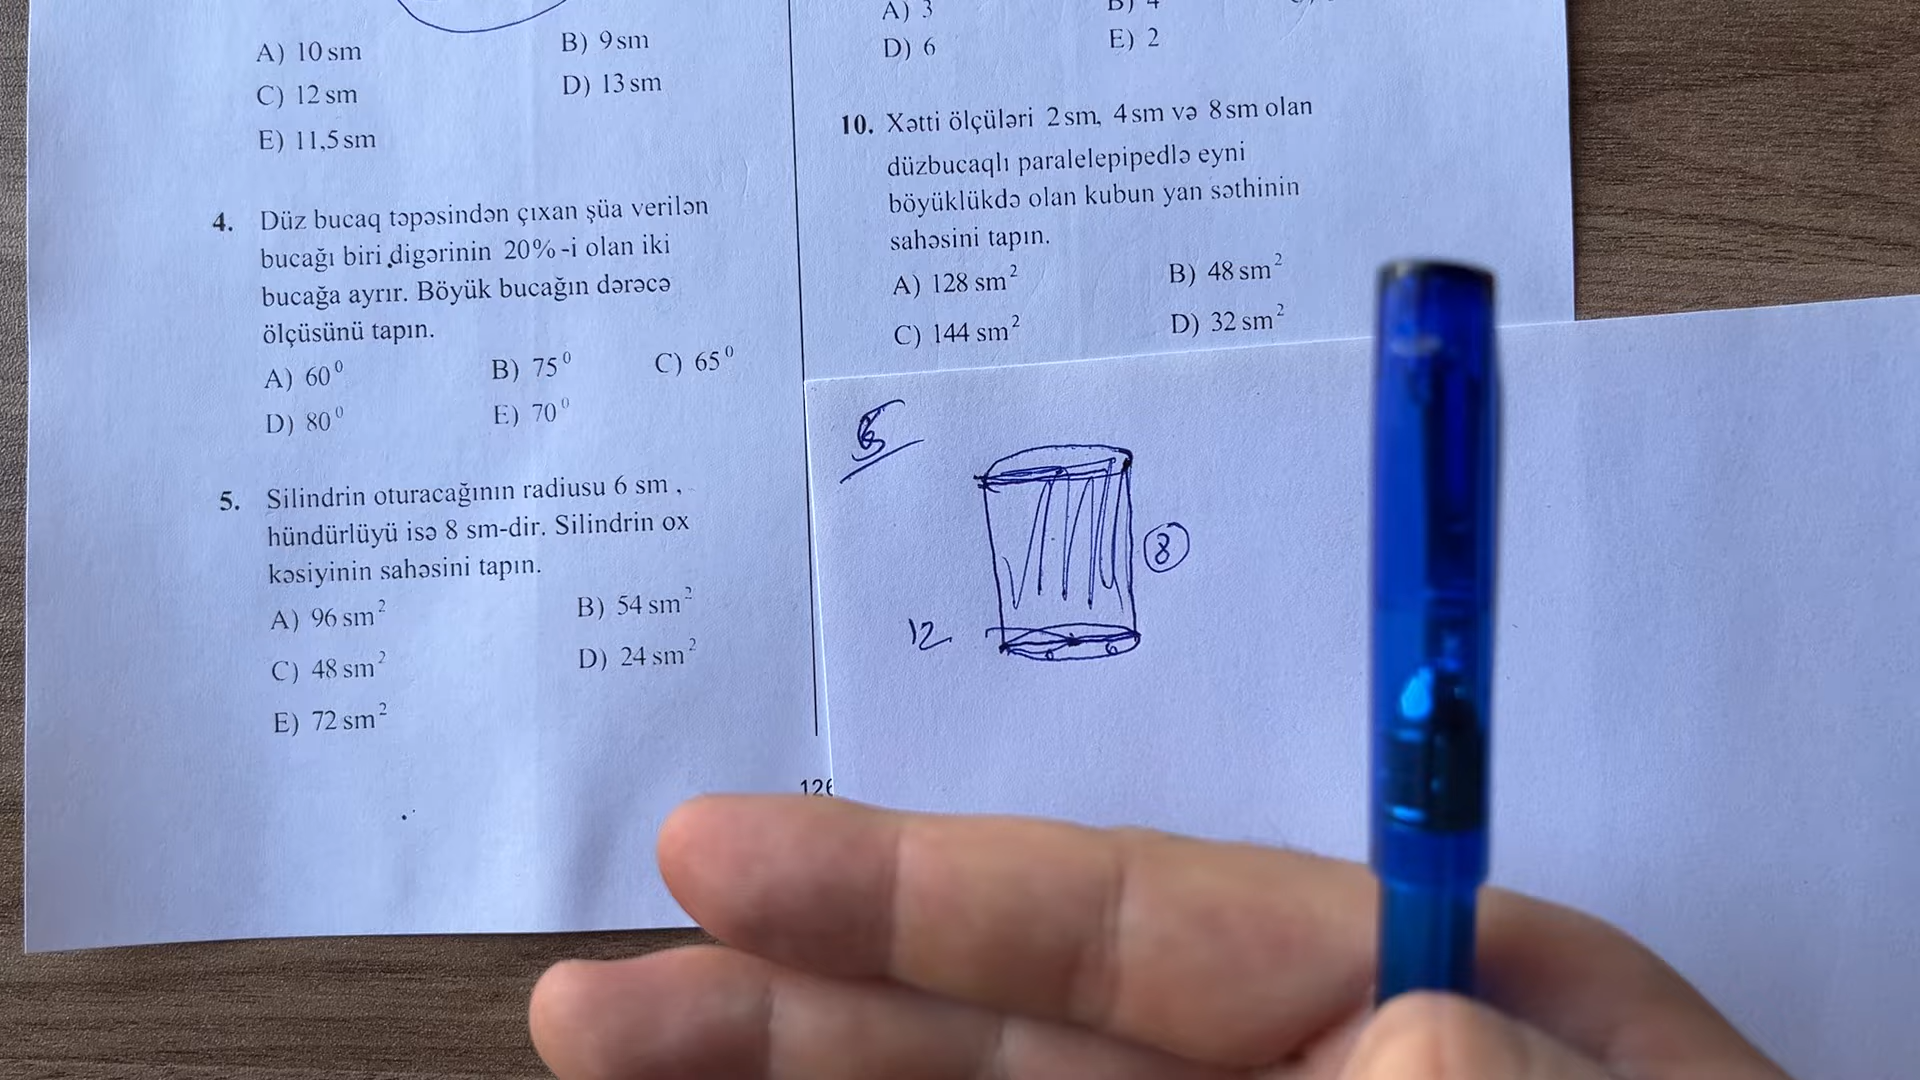 A) 10 sm
B) 9 sm
C) 12 sm
D) 13 sm
E) 11,5 sm
4. Düz bucaq təpəsindən çıxan şüa verilən
bucağı biri digərinin 20% -i olan iki
bucağa ayrır. Böyük bucağın dərəcə
ölçüsünü tapın.
A) 60⁰
B) 75⁰
C) 65⁰
D) 80⁰
E) 70⁰
5. Silindrin oturacağının radiusu 6 sm ,
hündürlüyü isə 8 sm-dir. Silindrin ox
kəsiyinin sahəsini tapın.
A) 96 sm²
B) 54 sm²
C) 48 sm²
D) 24 sm²
E) 72 sm²
A) 3
B) 4
D) 6
E) 2
10. Xətti ölçüləri 2 sm, 4 sm və 8 sm olan
düzbucaqlı paralelepipedlə eyni
böyüklükdə olan kubun yan səthinin
sahəsini tapın.
A) 128 sm²
B) 48 sm²
C) 144 sm²
D) 32 sm²
8
12
6
126